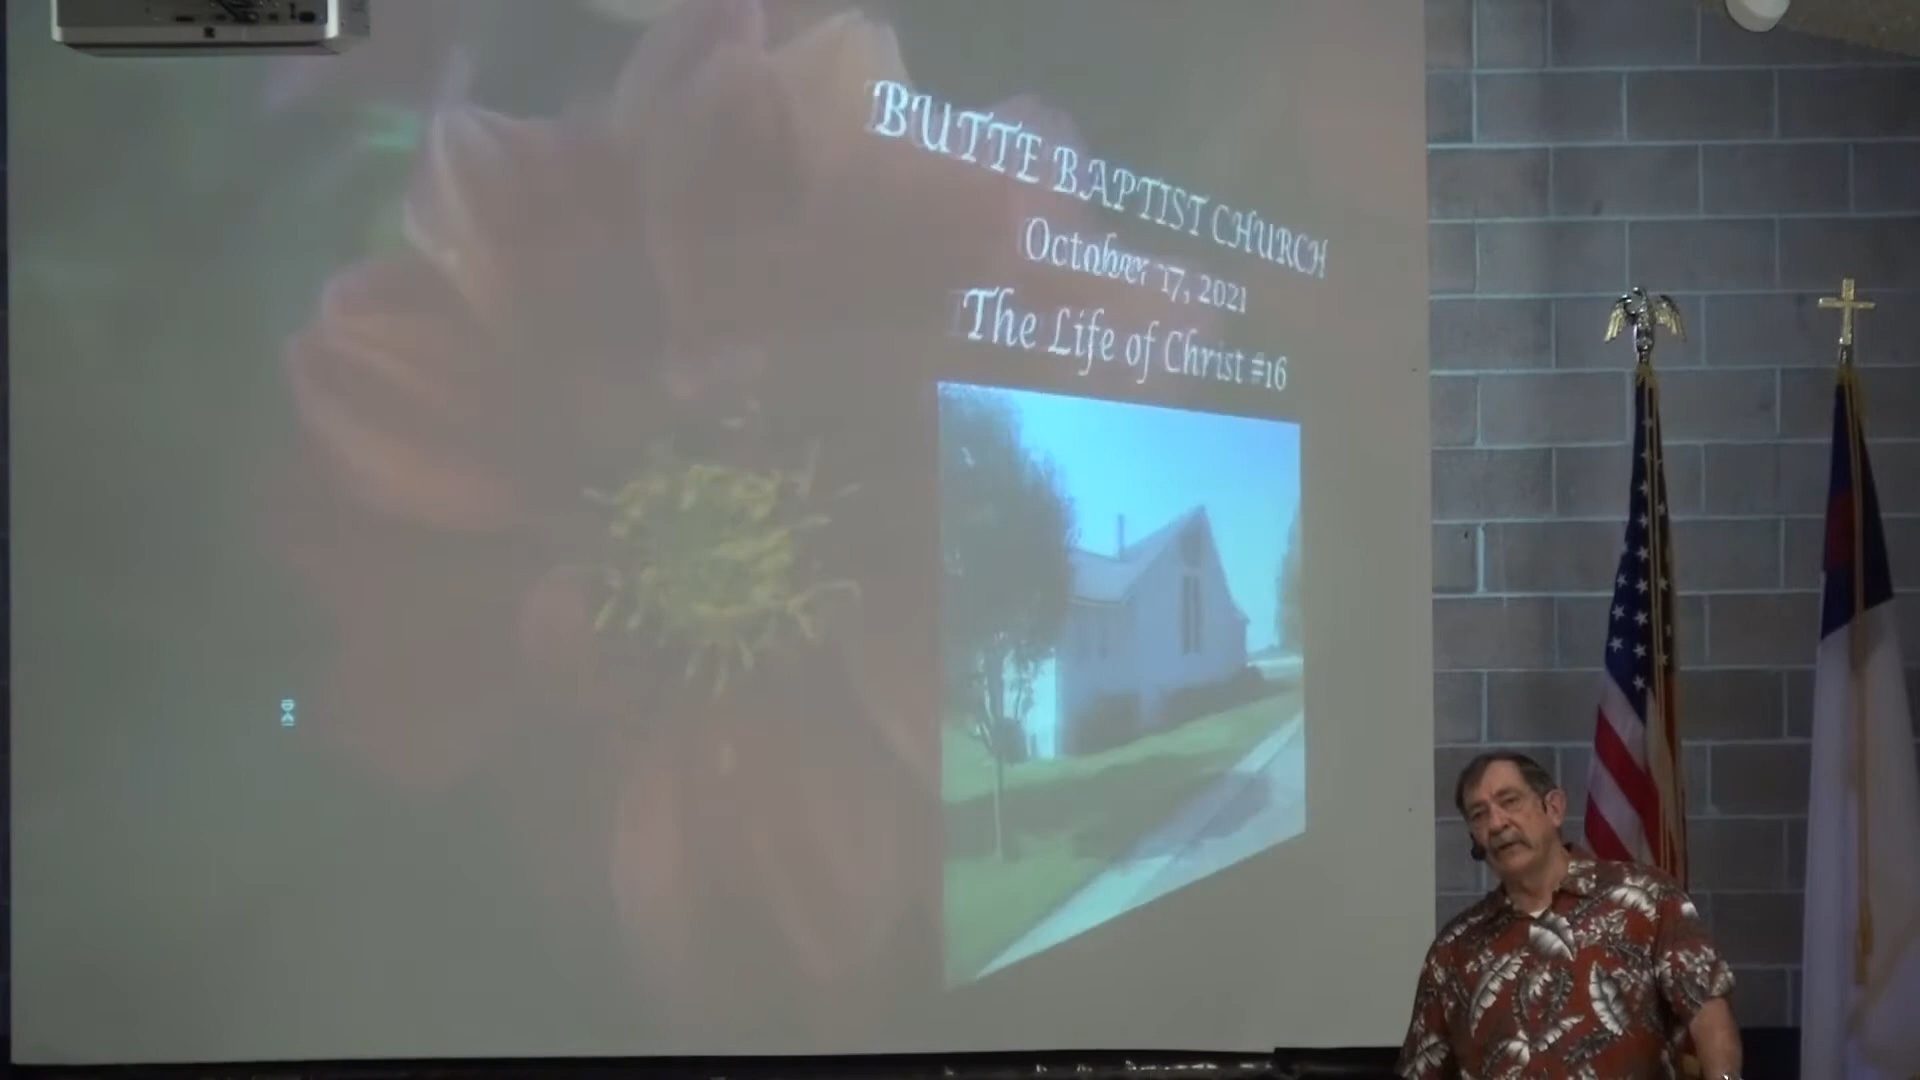 BUTTE BAPTIST CHURCH
October 17, 2021
The Life of Christ #16